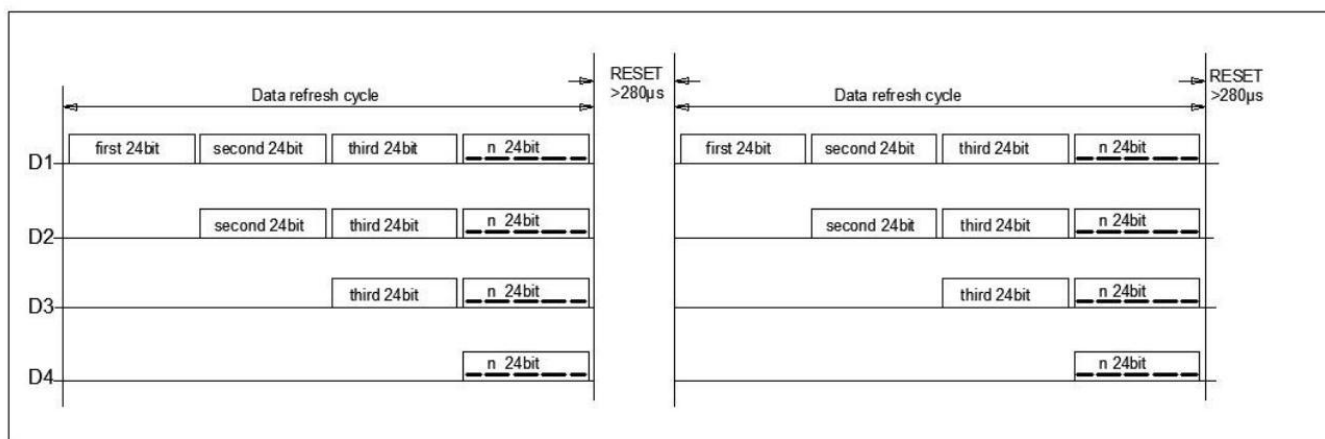 RESET
>280µs
RESET
>280µs
Data refresh cycle
Data refresh cycle
D1
first 24bit
second 24bit
third 24bit
n 24bit
first 24bit
second 24bit
third 24bit
n 24bit
D2
second 24bit
third 24bit
n 24bit
second 24bit
third 24bit
n 24bit
D3
third 24bit
n 24bit
third 24bit
n 24bit
D4
n 24bit
n 24bit